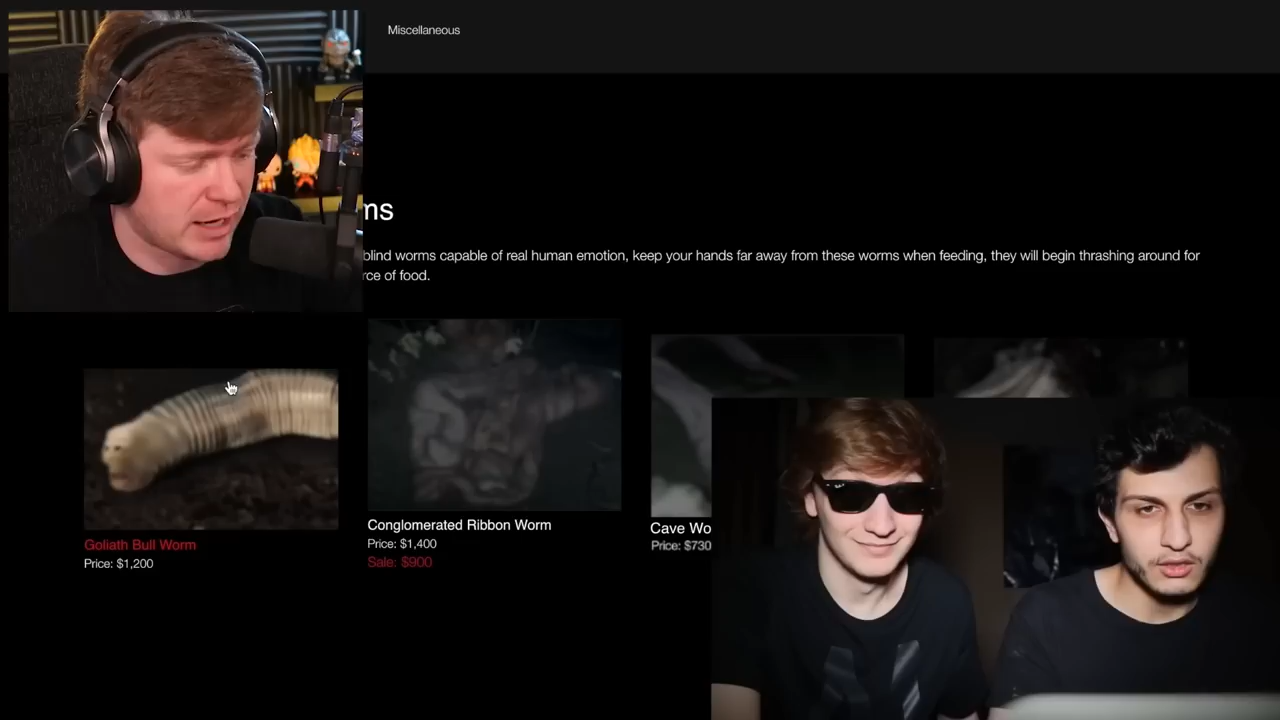 Miscellaneous
ms
blind worms capable of real human emotion, keep your hands far away from these worms when feeding, they will begin thrashing around for
rce of food.
Goliath Bull Worm
Price: $1,200
Conglomerated Ribbon Worm
Price: $1,400
Sale: $900
Cave Wo
Price: $730